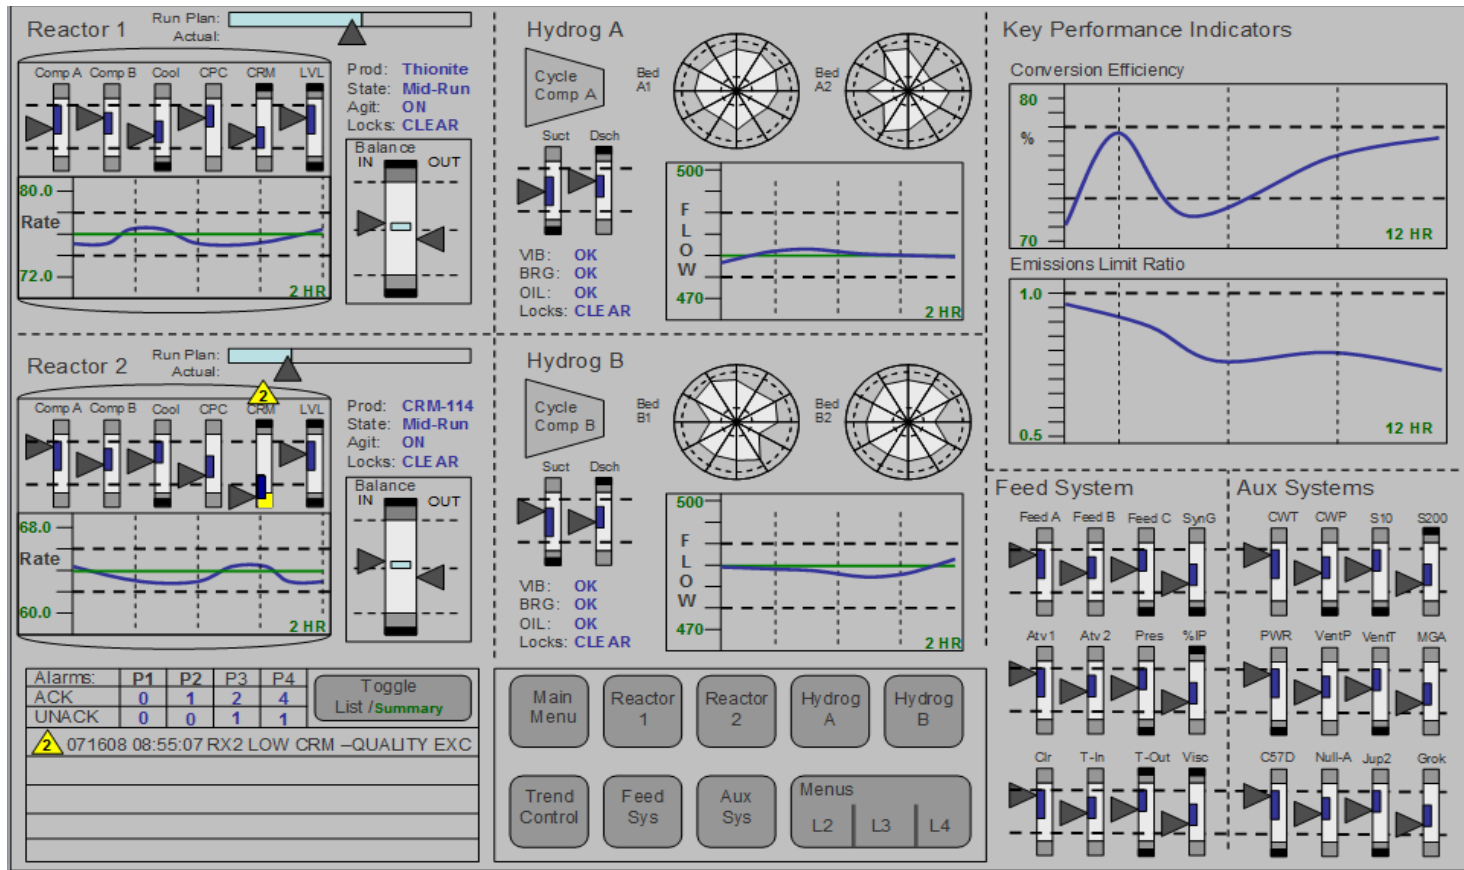 Reactor 1
Run Plan:
Actual:
Comp A Comp B Cool CPC CRM LVL
Prod: Thionite
State: Mid-Run
Agit: ON
Locks: CLEAR
Balance
IN OUT
80.0
Rate
72.0
2 HR
Hydrog A
Cycle
Comp A
Bed
A1
Bed
A2
Suct Dsch
VIB: OK
BRG: OK
OIL: OK
Locks: CLEAR
500
F
L
O
W
470
2 HR
Key Performance Indicators
Conversion Efficiency
80
%
70
12 HR
Emissions Limit Ratio
1.0
0.5
12 HR
Reactor 2
Run Plan:
Actual:
2
Comp A Comp B Cool CPC CRM LVL
Prod: CRM-114
State: Mid-Run
Agit: ON
Locks: CLEAR
Balance
IN OUT
68.0
Rate
60.0
2 HR
Hydrog B
Cycle
Comp B
Bed
B1
Bed
B2
Suct Dsch
VIB: OK
BRG: OK
OIL: OK
Locks: CLEAR
500
F
L
O
W
470
2 HR
Feed System
Feed A Feed B Feed C SynG
Atv 1 Atv 2 Pres %IP
Clr T-In T-Out Visc
Aux Systems
CWT CWP S10 S200
PWR VentP VentT MGA
C57D Null-A Jup2 Grok
Alarms: P1 P2 P3 P4
ACK 0 1 2 4
UNACK 0 0 1 1
Toggle
List /Summary
2 071608 08:55:07 RX2 LOW CRM –QUALITY EXC
Main
Menu
Reactor
1
Reactor
2
Hydrog
A
Hydrog
B
Trend
Control
Feed
Sys
Aux
Sys
Menus
L2 L3 L4